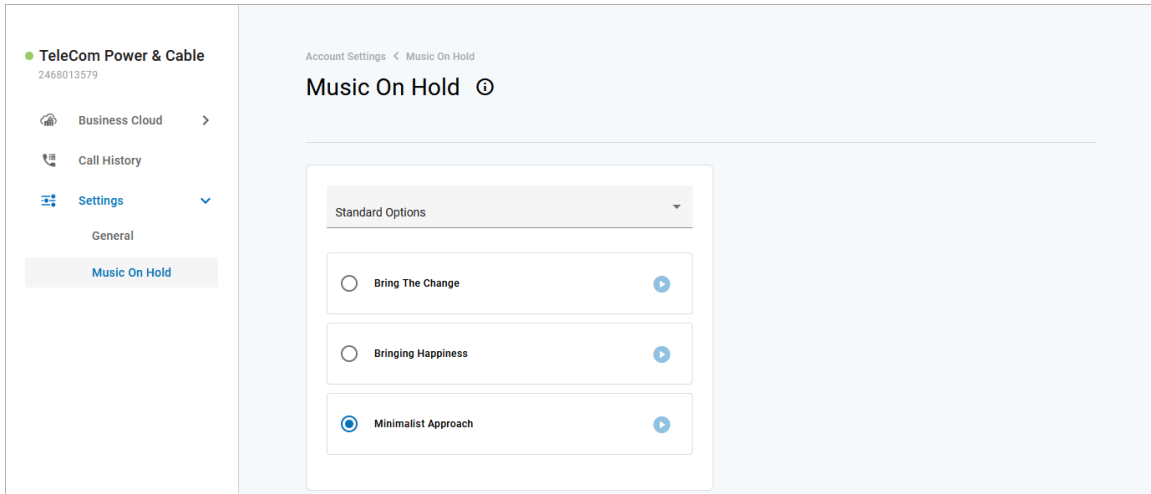 TeleCom Power & Cable
2468013579
Business Cloud
Call History
Settings
General
Music On Hold
Account Settings < Music On Hold
Music On Hold
Standard Options
Bring The Change
Bringing Happiness
Minimalist Approach